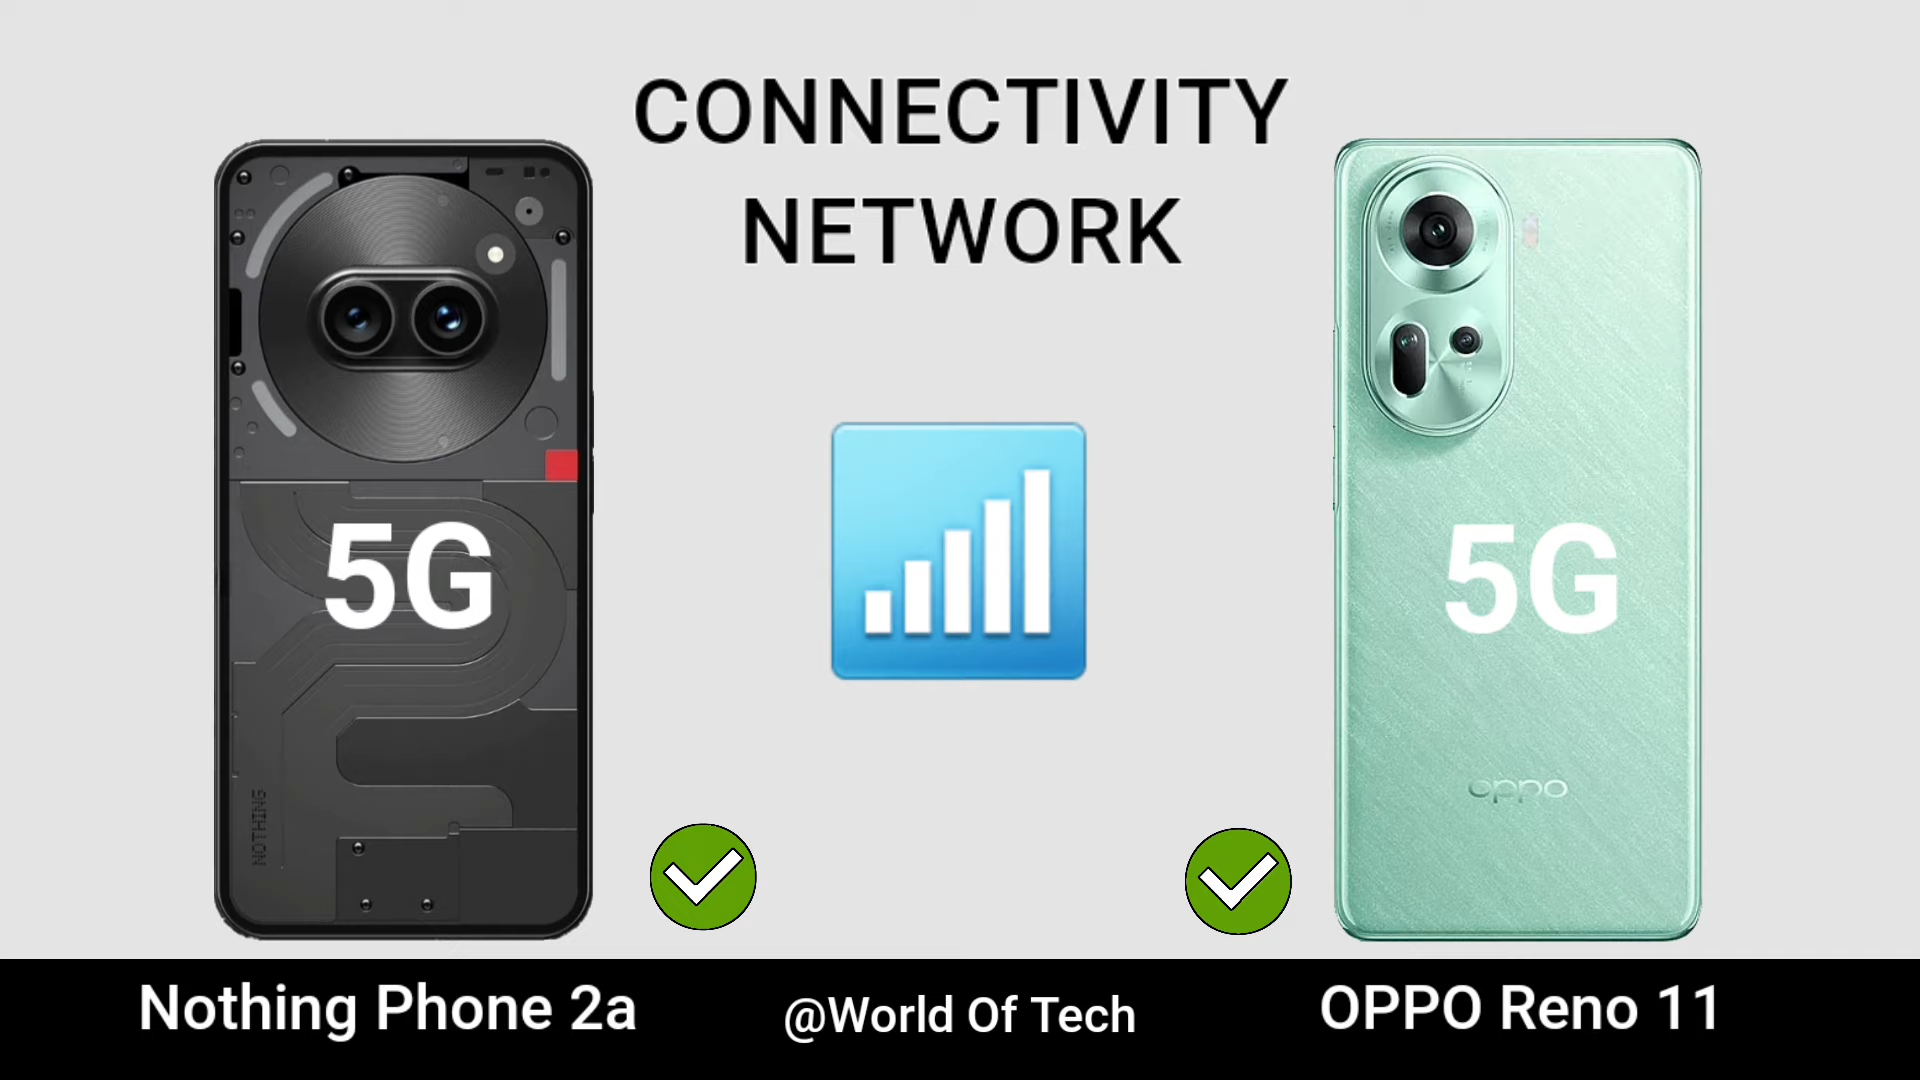 CONNECTIVITY
NETWORK
5G
5G
oppo
NOTHING
Nothing Phone 2a
@World Of Tech
OPPO Reno 11